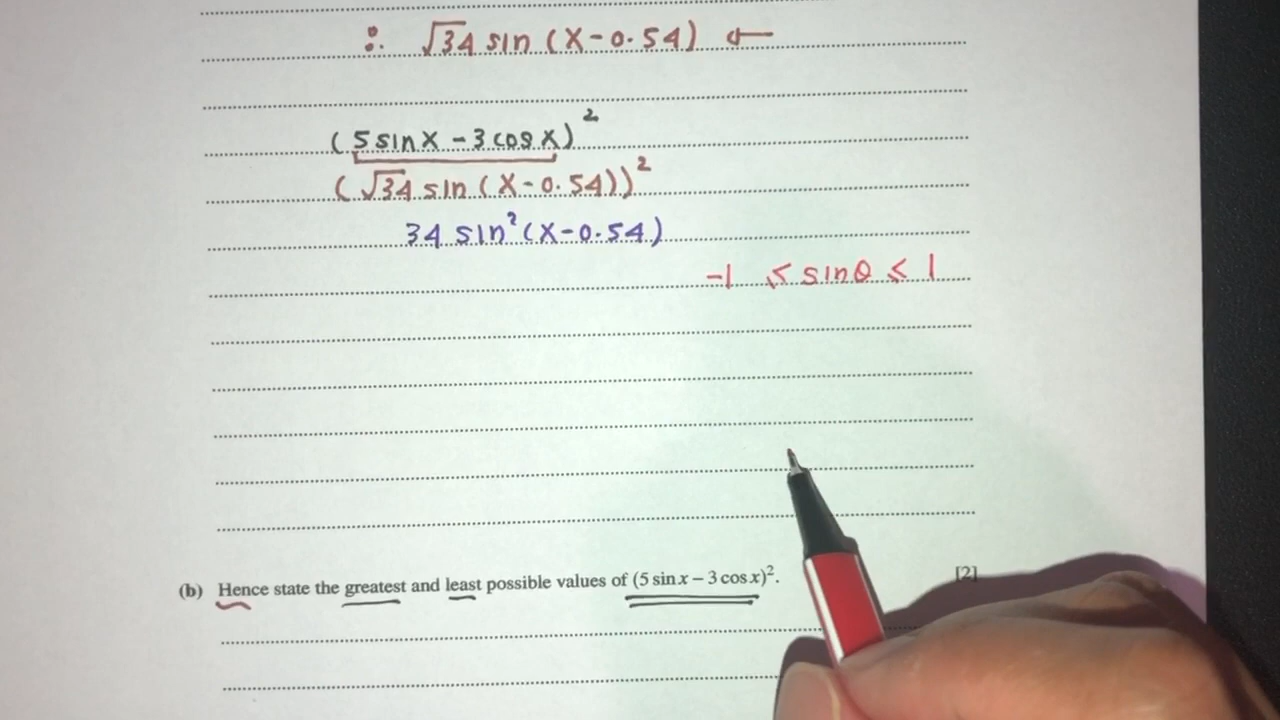 ∴ √34 sin (x-0.54) ←
(5 sin x - 3 cos x)²
(√34 sin (x-0.54))²
34 sin² (x-0.54)
-1 ≤ sinθ ≤ 1
(b) Hence state the greatest and least possible values of (5 sin x – 3 cos x)². [2]